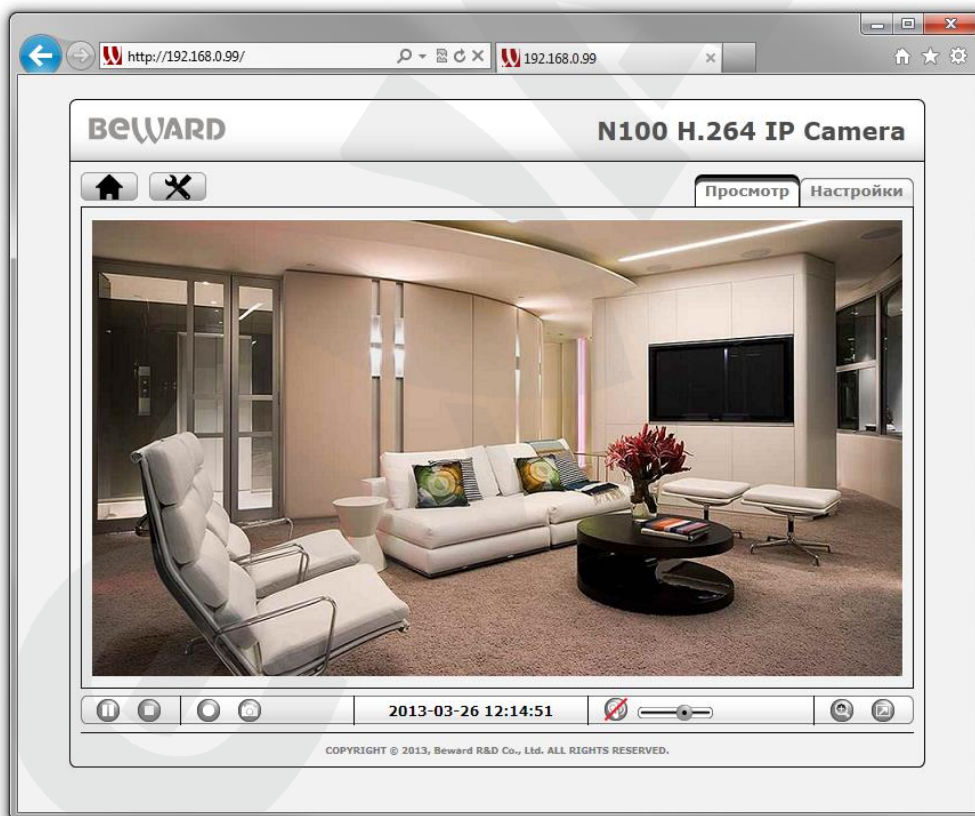 http://192.168.0.99/
192.168.0.99
BEWARD
N100 H.264 IP Camera
Просмотр
Настройки
2013-03-26 12:14:51
COPYRIGHT © 2013, Beward R&D Co., Ltd. ALL RIGHTS RESERVED.